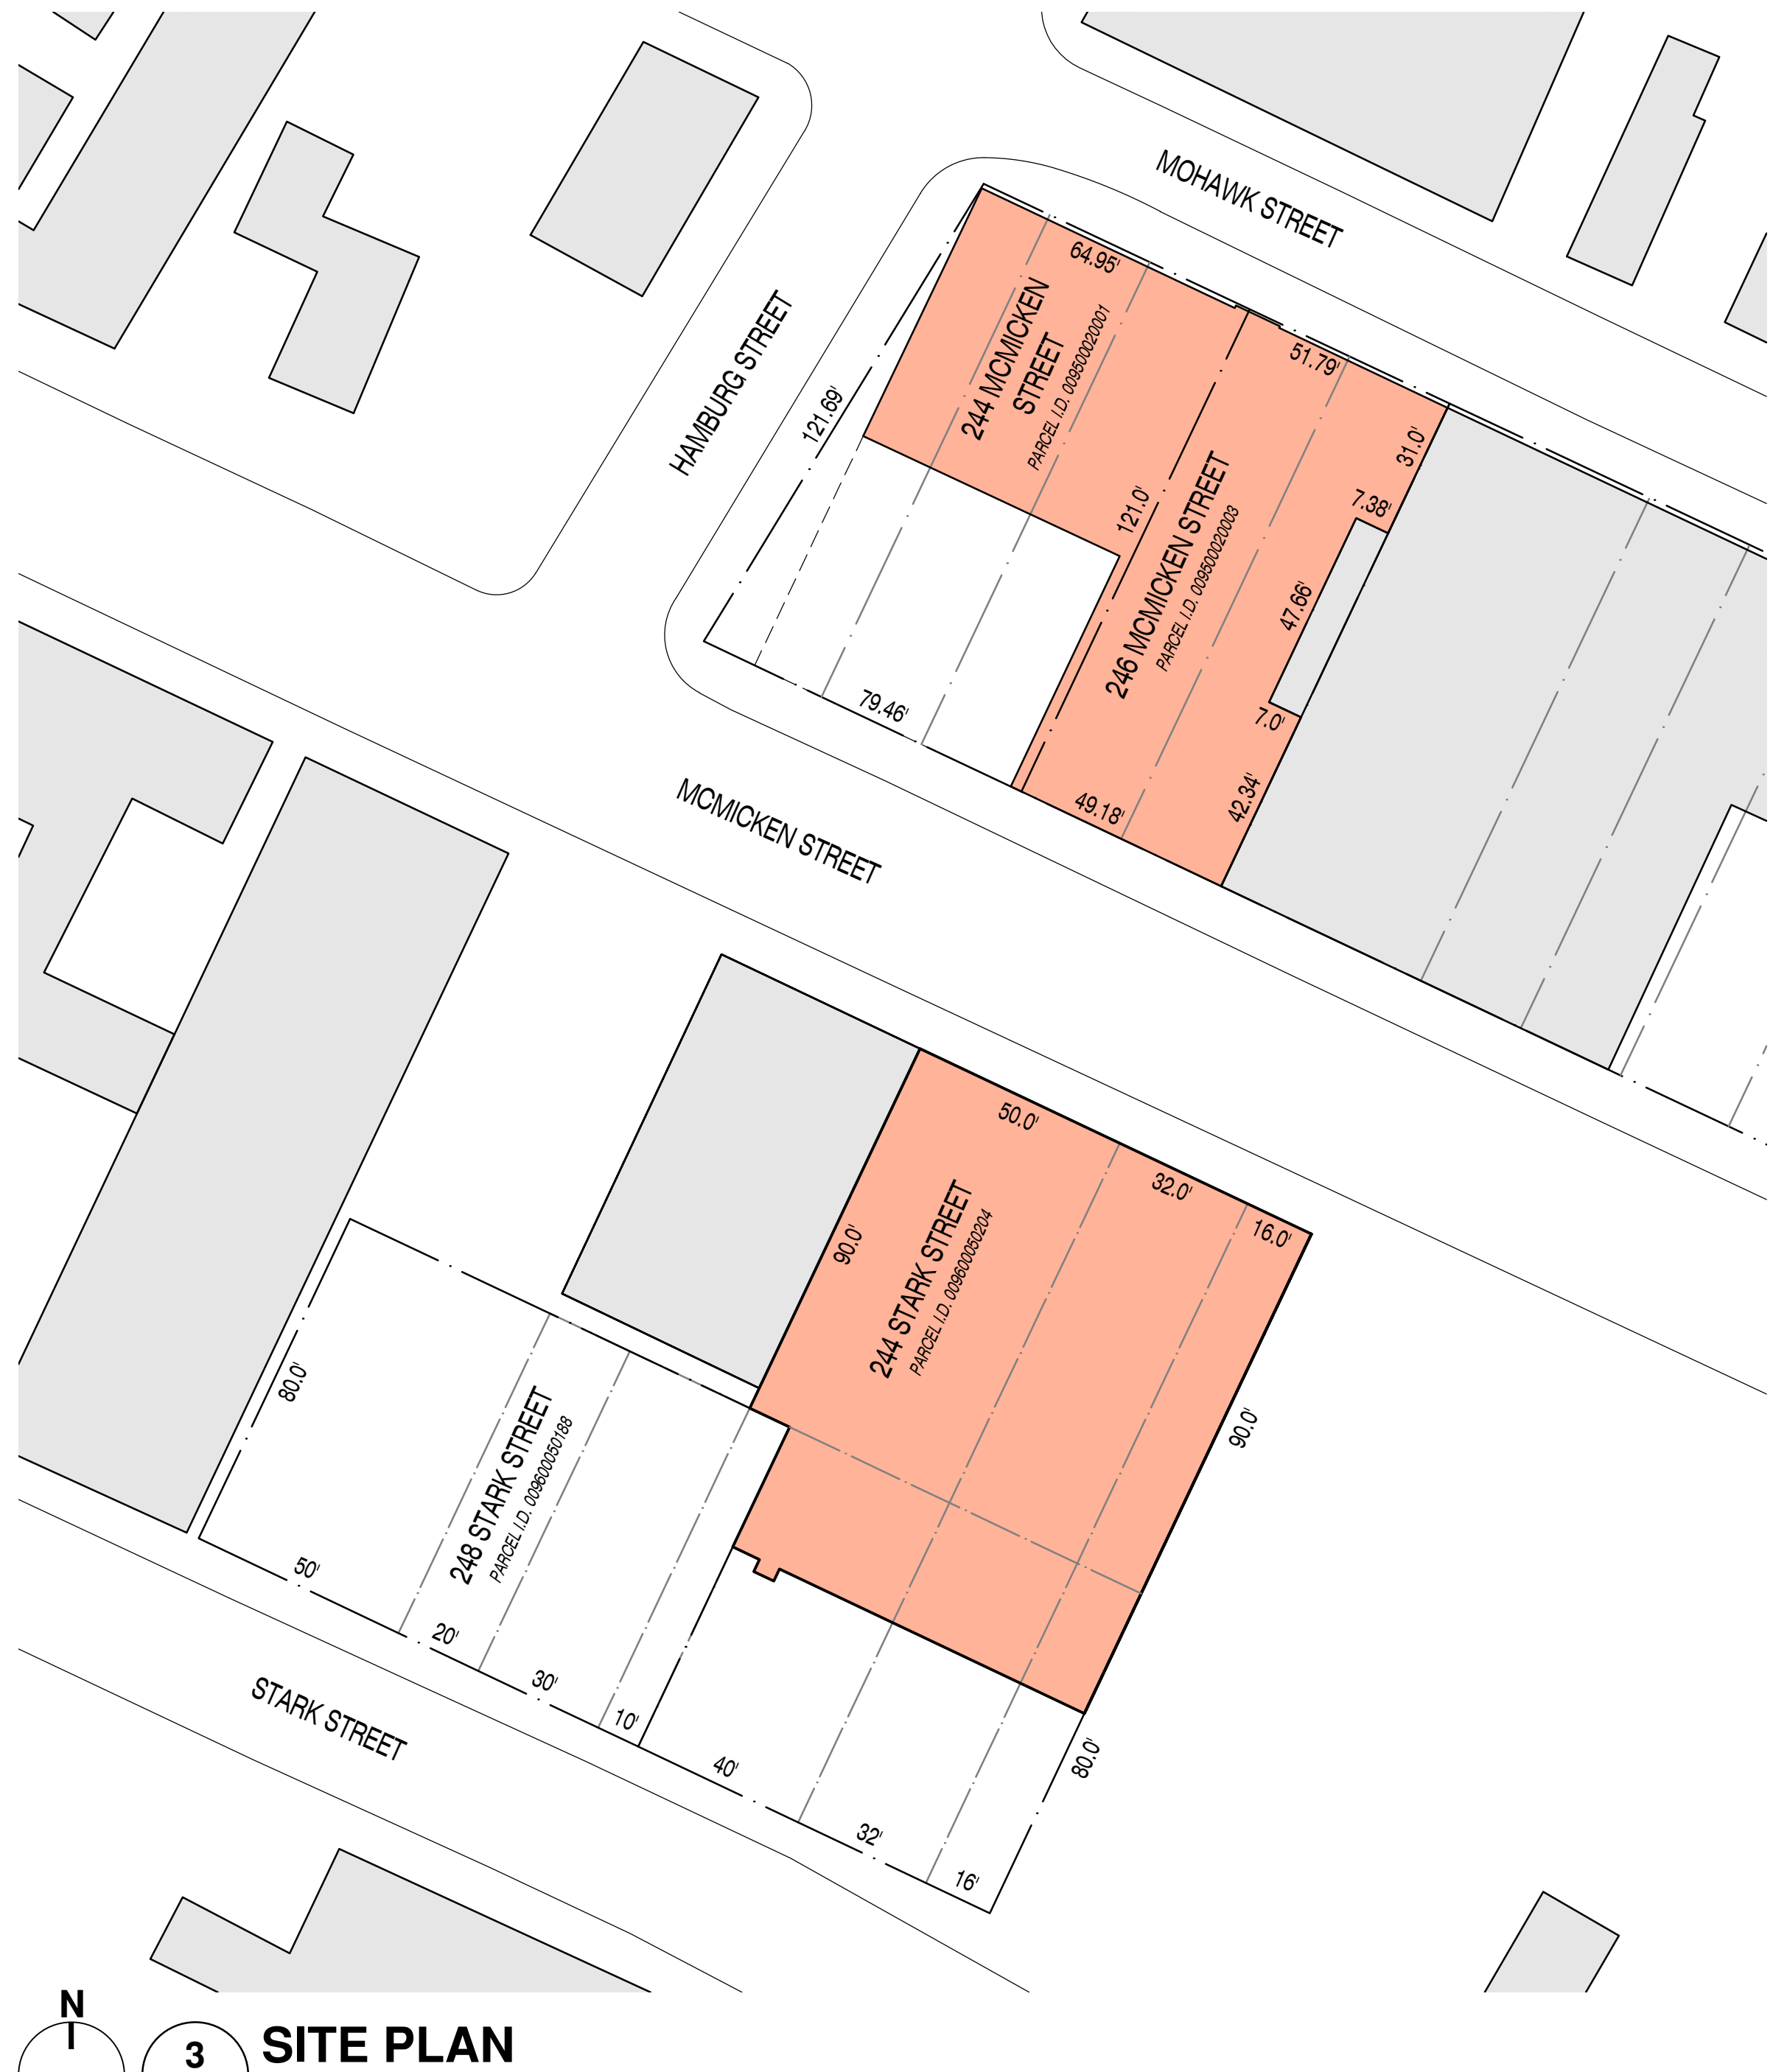 MOHAWK STREET
64.95'
244 MCMICKEN
STREET
PARCEL I.D. 009500020001
51.79'
HAMBURG STREET
121.69'
31.0'
7.38'
121.0'
246 MCMICKEN STREET
PARCEL I.D. 009500020003
47.66'
7.0'
79.46'
49.18'
42.34'
MCMICKEN STREET
50.0'
32.0'
16.0'
90.0'
244 STARK STREET
PARCEL I.D. 009600050204
90.0'
80.0'
248 STARK STREET
PARCEL I.D. 009600050188
50'
20'
30'
10'
40'
32'
16'
80.0'
STARK STREET
N
3
SITE PLAN